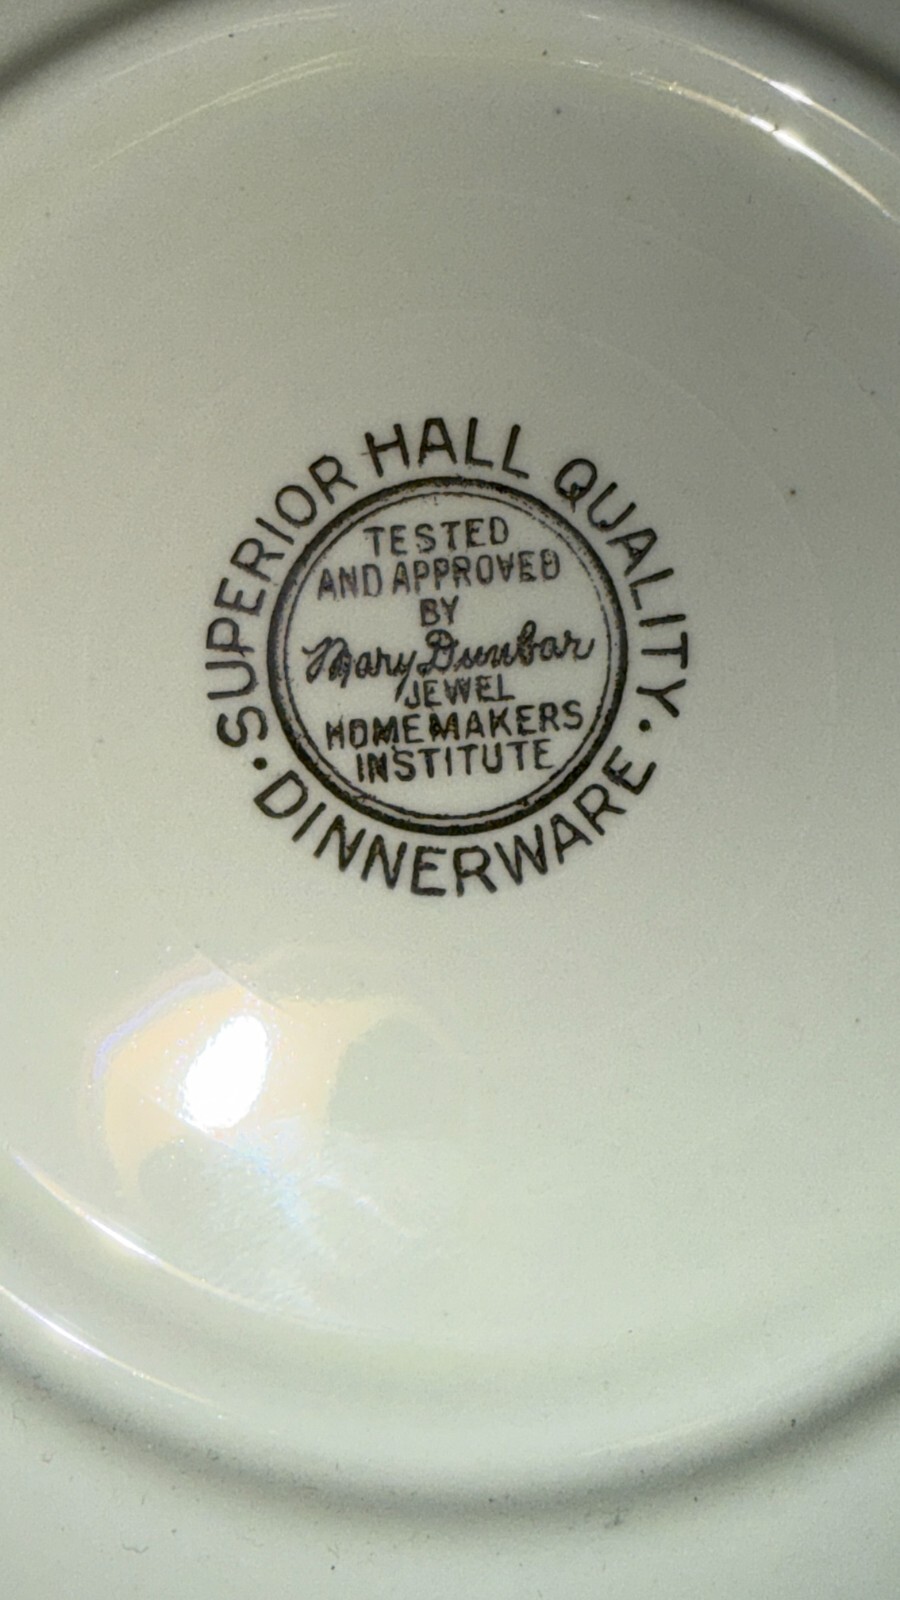 SUPERIOR HALL QUALITY
TESTED
AND APPROVED
BY
Mary Dunbar
JEWEL
HOMEMAKERS
INSTITUTE
· DINNERWARE ·